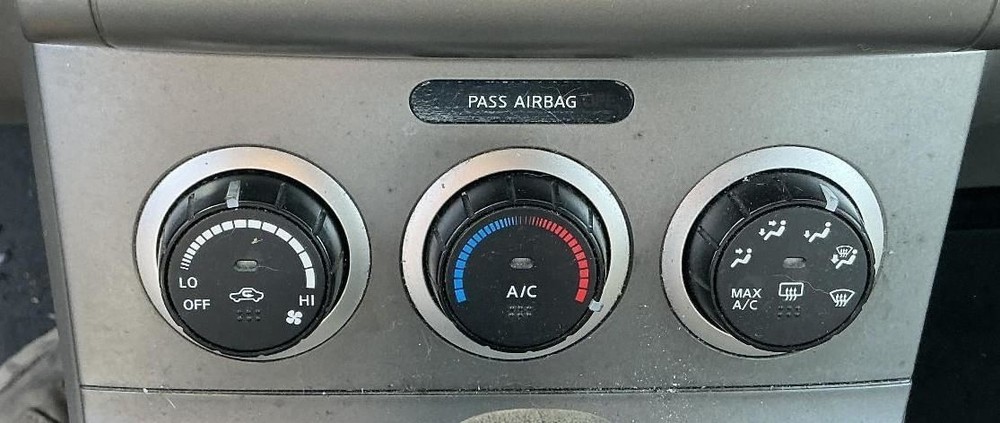 PASS AIRBAG
LO
OFF
HI
A/C
MAX
A/C